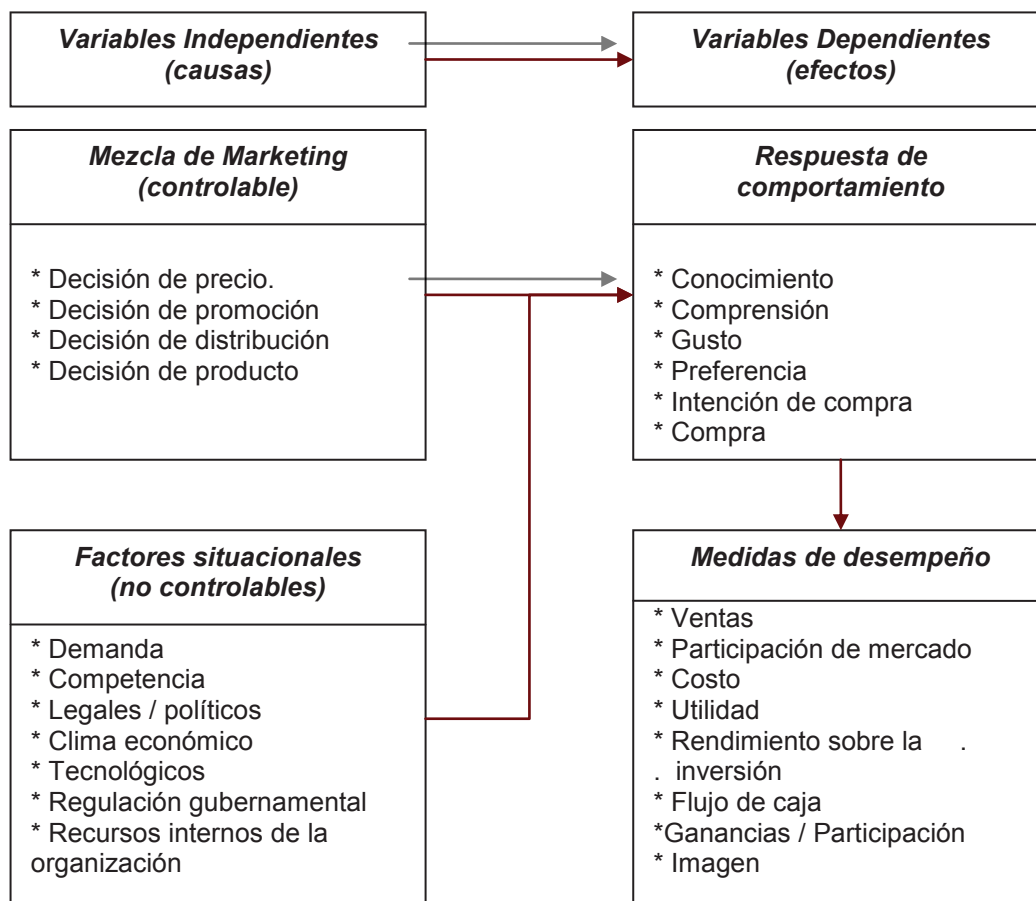 Variables Independientes
(causas)
Variables Dependientes
(efectos)
Mezcla de Marketing
(controlable)
* Decisión de precio.
* Decisión de promoción
* Decisión de distribución
* Decisión de producto
Respuesta de
comportamiento
* Conocimiento
* Comprensión
* Gusto
* Preferencia
* Intención de compra
* Compra
Factores situacionales
(no controlables)
* Demanda
* Competencia
* Legales / políticos
* Clima económico
* Tecnológicos
* Regulación gubernamental
* Recursos internos de la
organización
Medidas de desempeño
* Ventas
* Participación de mercado
* Costo
* Utilidad
* Rendimiento sobre la .
. inversión
* Flujo de caja
*Ganancias / Participación
* Imagen